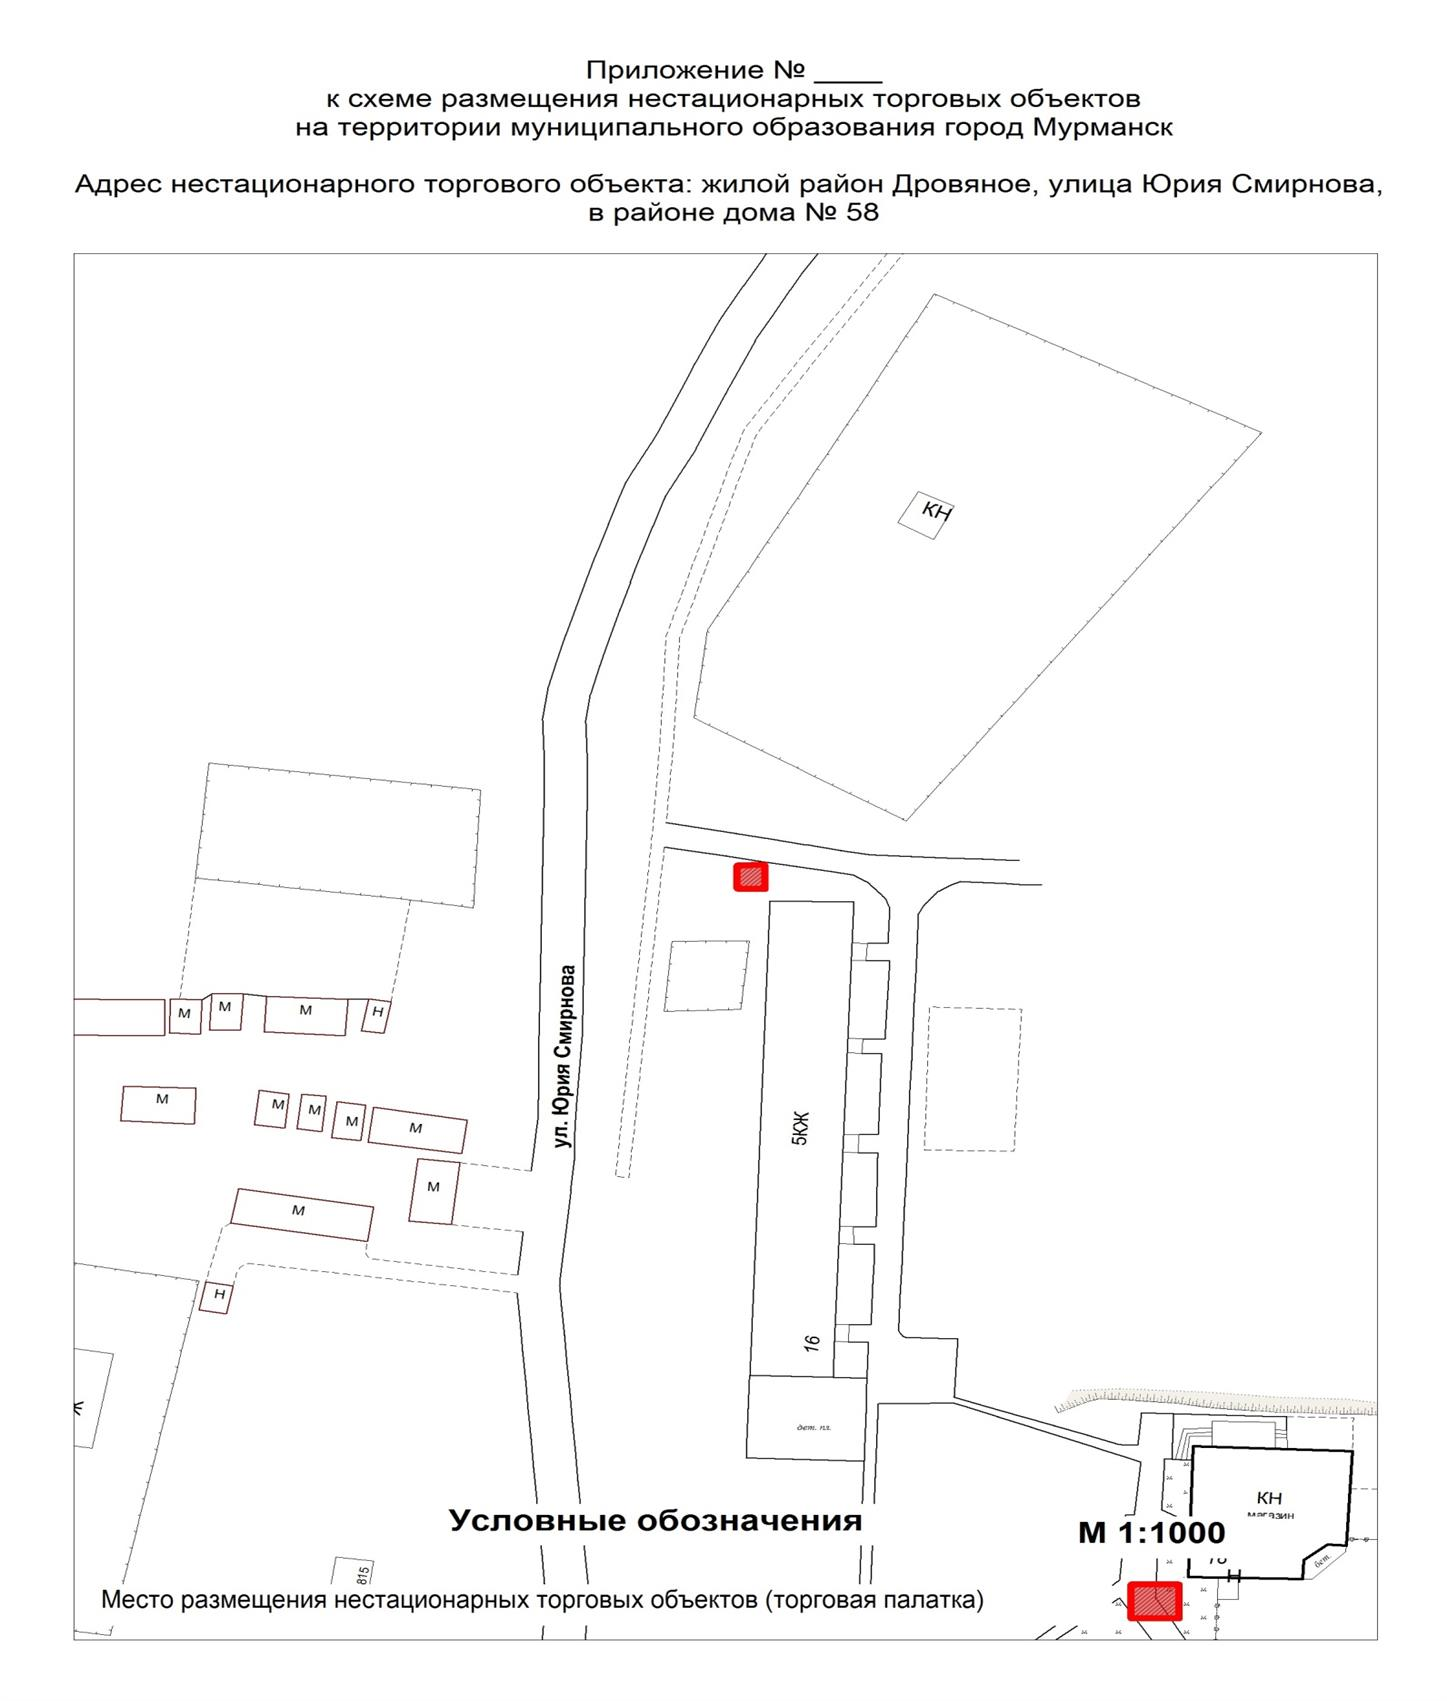 Приложение № ____
к схеме размещения нестационарных торговых объектов
на территории муниципального образования город Мурманск
Адрес нестационарного торгового объекта: жилой район Дровяное, улица Юрия Смирнова,
в районе дома № 58
КН
М
М
М
Н
ул. Юрия Смирнова
М
М
М
М
М
5КЖ
М
М
Н
16
дет. пл.
КН
магазин
Условные обозначения
М 1:1000
бет.
Н
815
Место размещения нестационарных торговых объектов (торговая палатка)